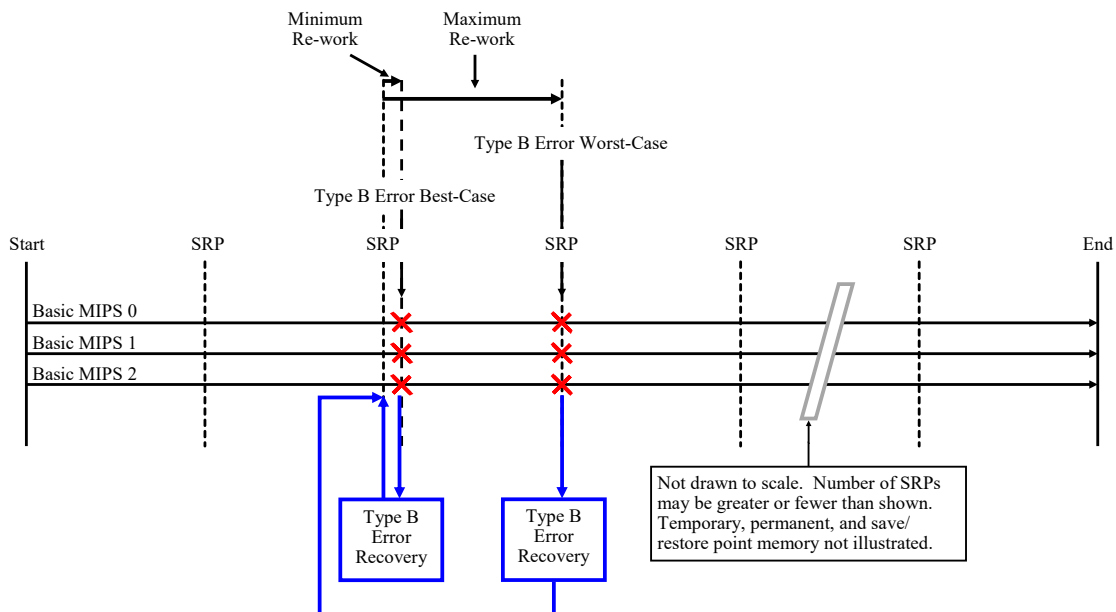 Minimum
Re-work
Maximum
Re-work
Type B Error Worst-Case
Type B Error Best-Case
Start
SRP
SRP
SRP
SRP
SRP
End
Basic MIPS 0
Basic MIPS 1
Basic MIPS 2
Type B
Error
Recovery
Type B
Error
Recovery
Not drawn to scale.  Number of SRPs
may be greater or fewer than shown.
Temporary, permanent, and save/
restore point memory not illustrated.